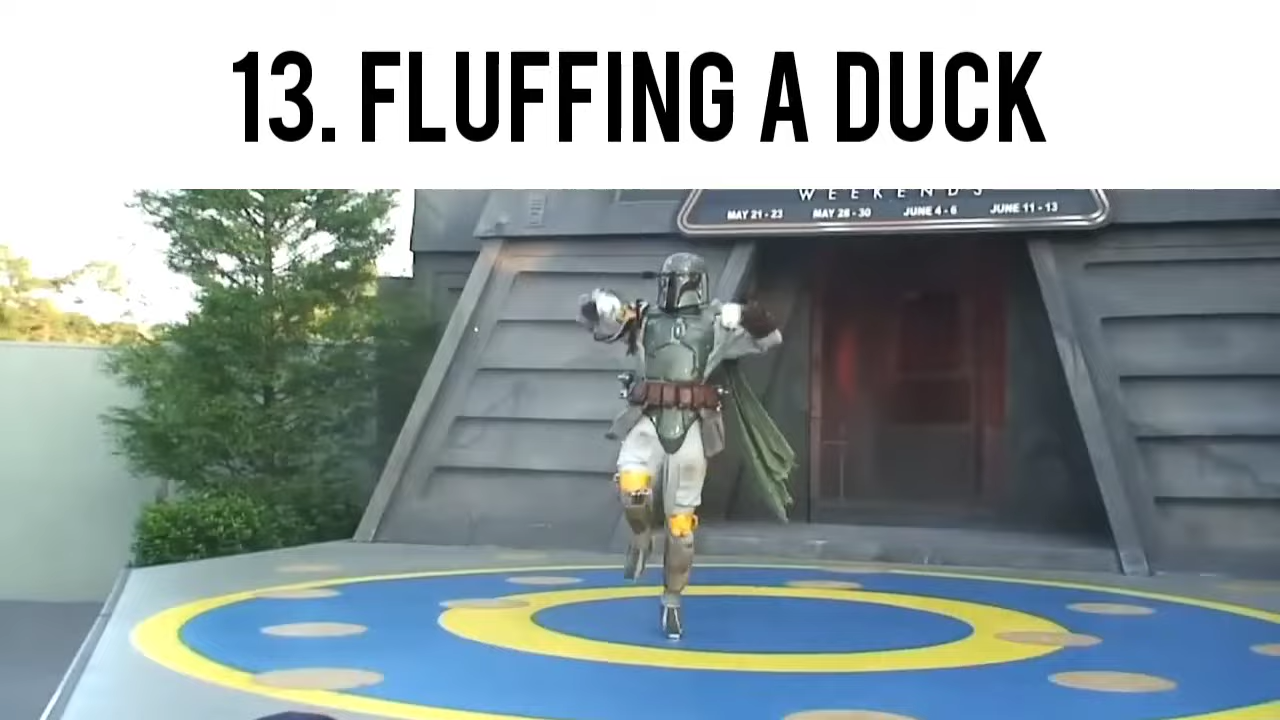 13. FLUFFING A DUCK
WEEKENDS
MAY 21 - 23 MAY 28 - 30 JUNE 4 - 6 JUNE 11 - 13